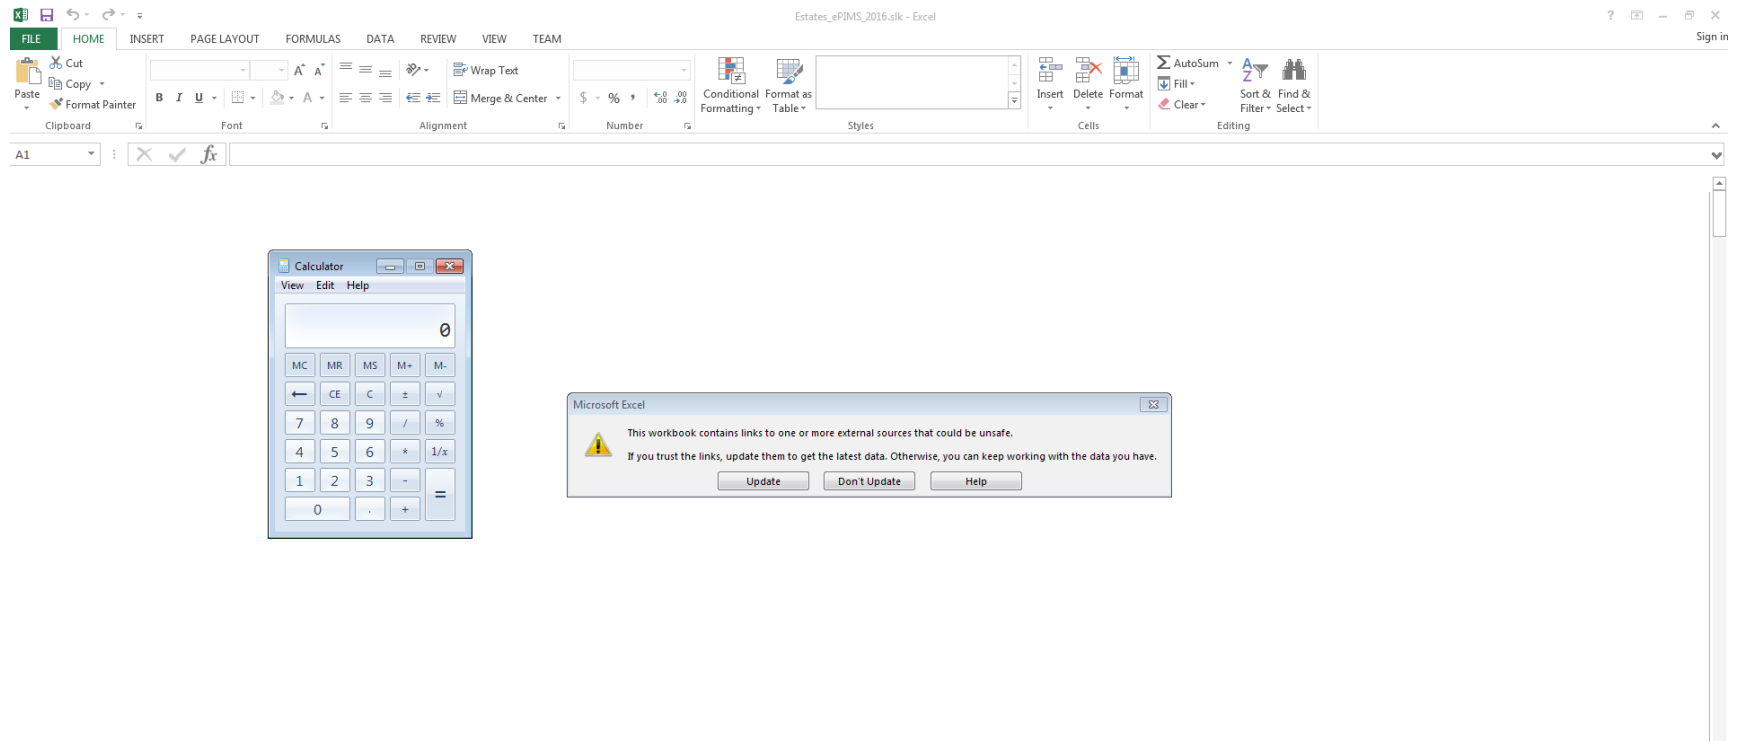 Estates_ePIMS_2016.slk - Excel
?
Sign in
FILE HOME INSERT PAGE LAYOUT FORMULAS DATA REVIEW VIEW TEAM
Paste
Cut
Copy
Format Painter
Clipboard
B I U
A A
A
Font
Wrap Text
Merge & Center
Alignment
$ % ,
Number
Conditional
Formatting
Format as
Table
Styles
Insert Delete Format
Cells
AutoSum
Fill
Clear
Sort &
Filter
Find &
Select
Editing
A1
fx
Calculator
View Edit Help
0
MC MR MS M+ M-
← CE C ± √
7 8 9 / %
4 5 6 * 1/x
1 2 3 - =
0 . +
Microsoft Excel
This workbook contains links to one or more external sources that could be unsafe.
If you trust the links, update them to get the latest data. Otherwise, you can keep working with the data you have.
Update Don't Update Help